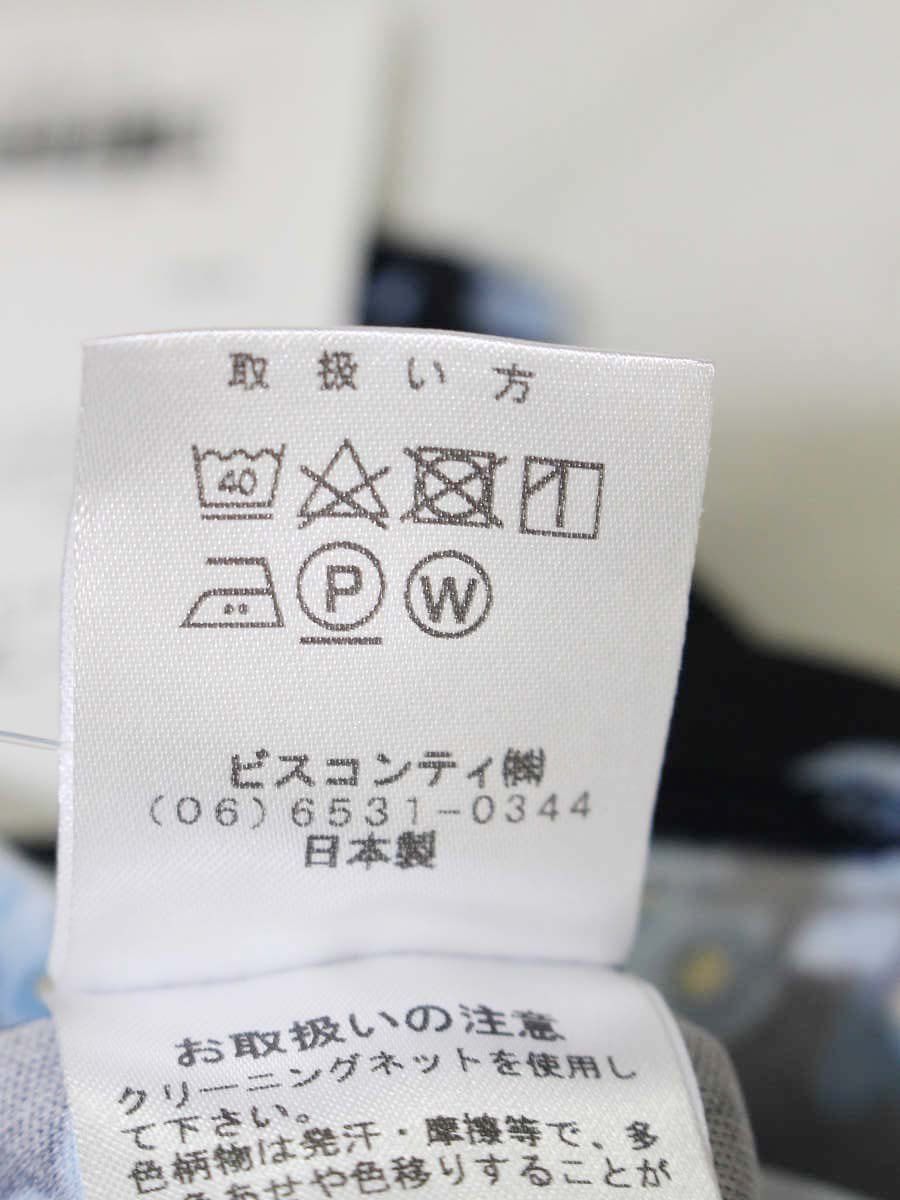 取扱い方
40
P W
ビスコンティ㈱
(06)6531-0344
日本製
お取扱いの注意
クリーニングネットを使用し
て下さい。
色柄物は発汗・摩擦等で、多
色あせや色移りすることが